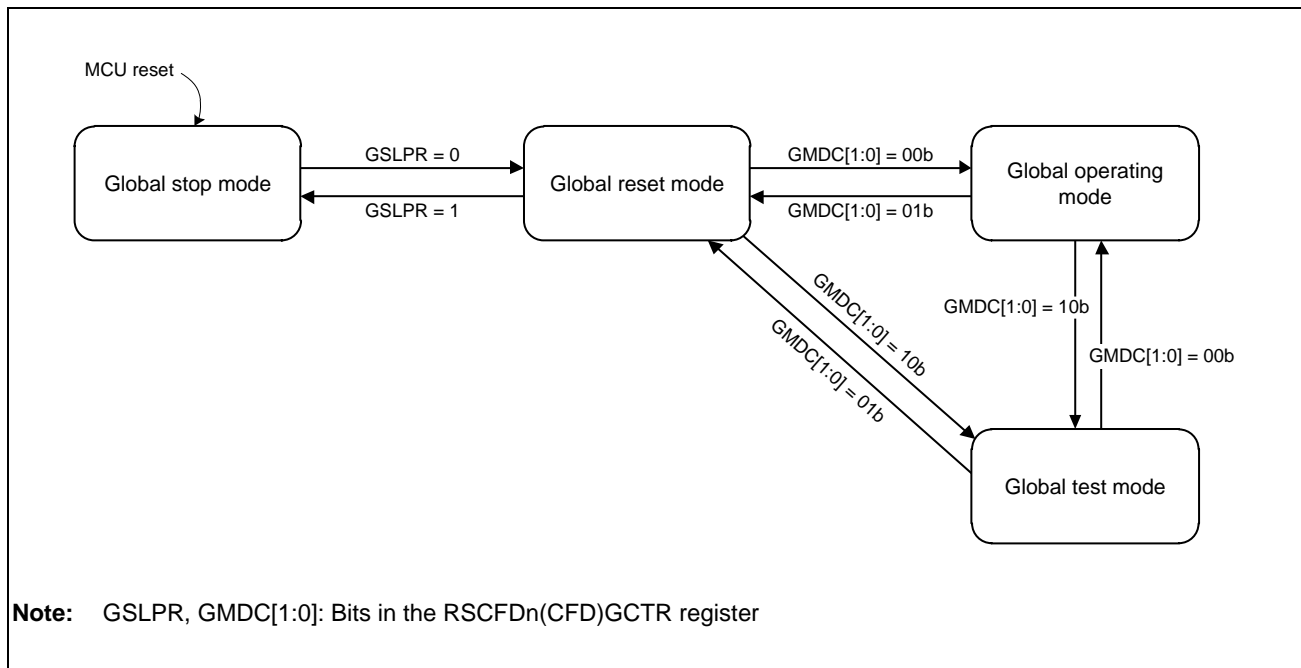 MCU reset
Global stop mode
GSLPR = 0
GSLPR = 1
Global reset mode
GMDC[1:0] = 00b
GMDC[1:0] = 01b
Global operating
mode
GMDC[1:0] = 10b
GMDC[1:0] = 01b
GMDC[1:0] = 10b
GMDC[1:0] = 00b
Global test mode
Note: GSLPR, GMDC[1:0]: Bits in the RSCFDn(CFD)GCTR register